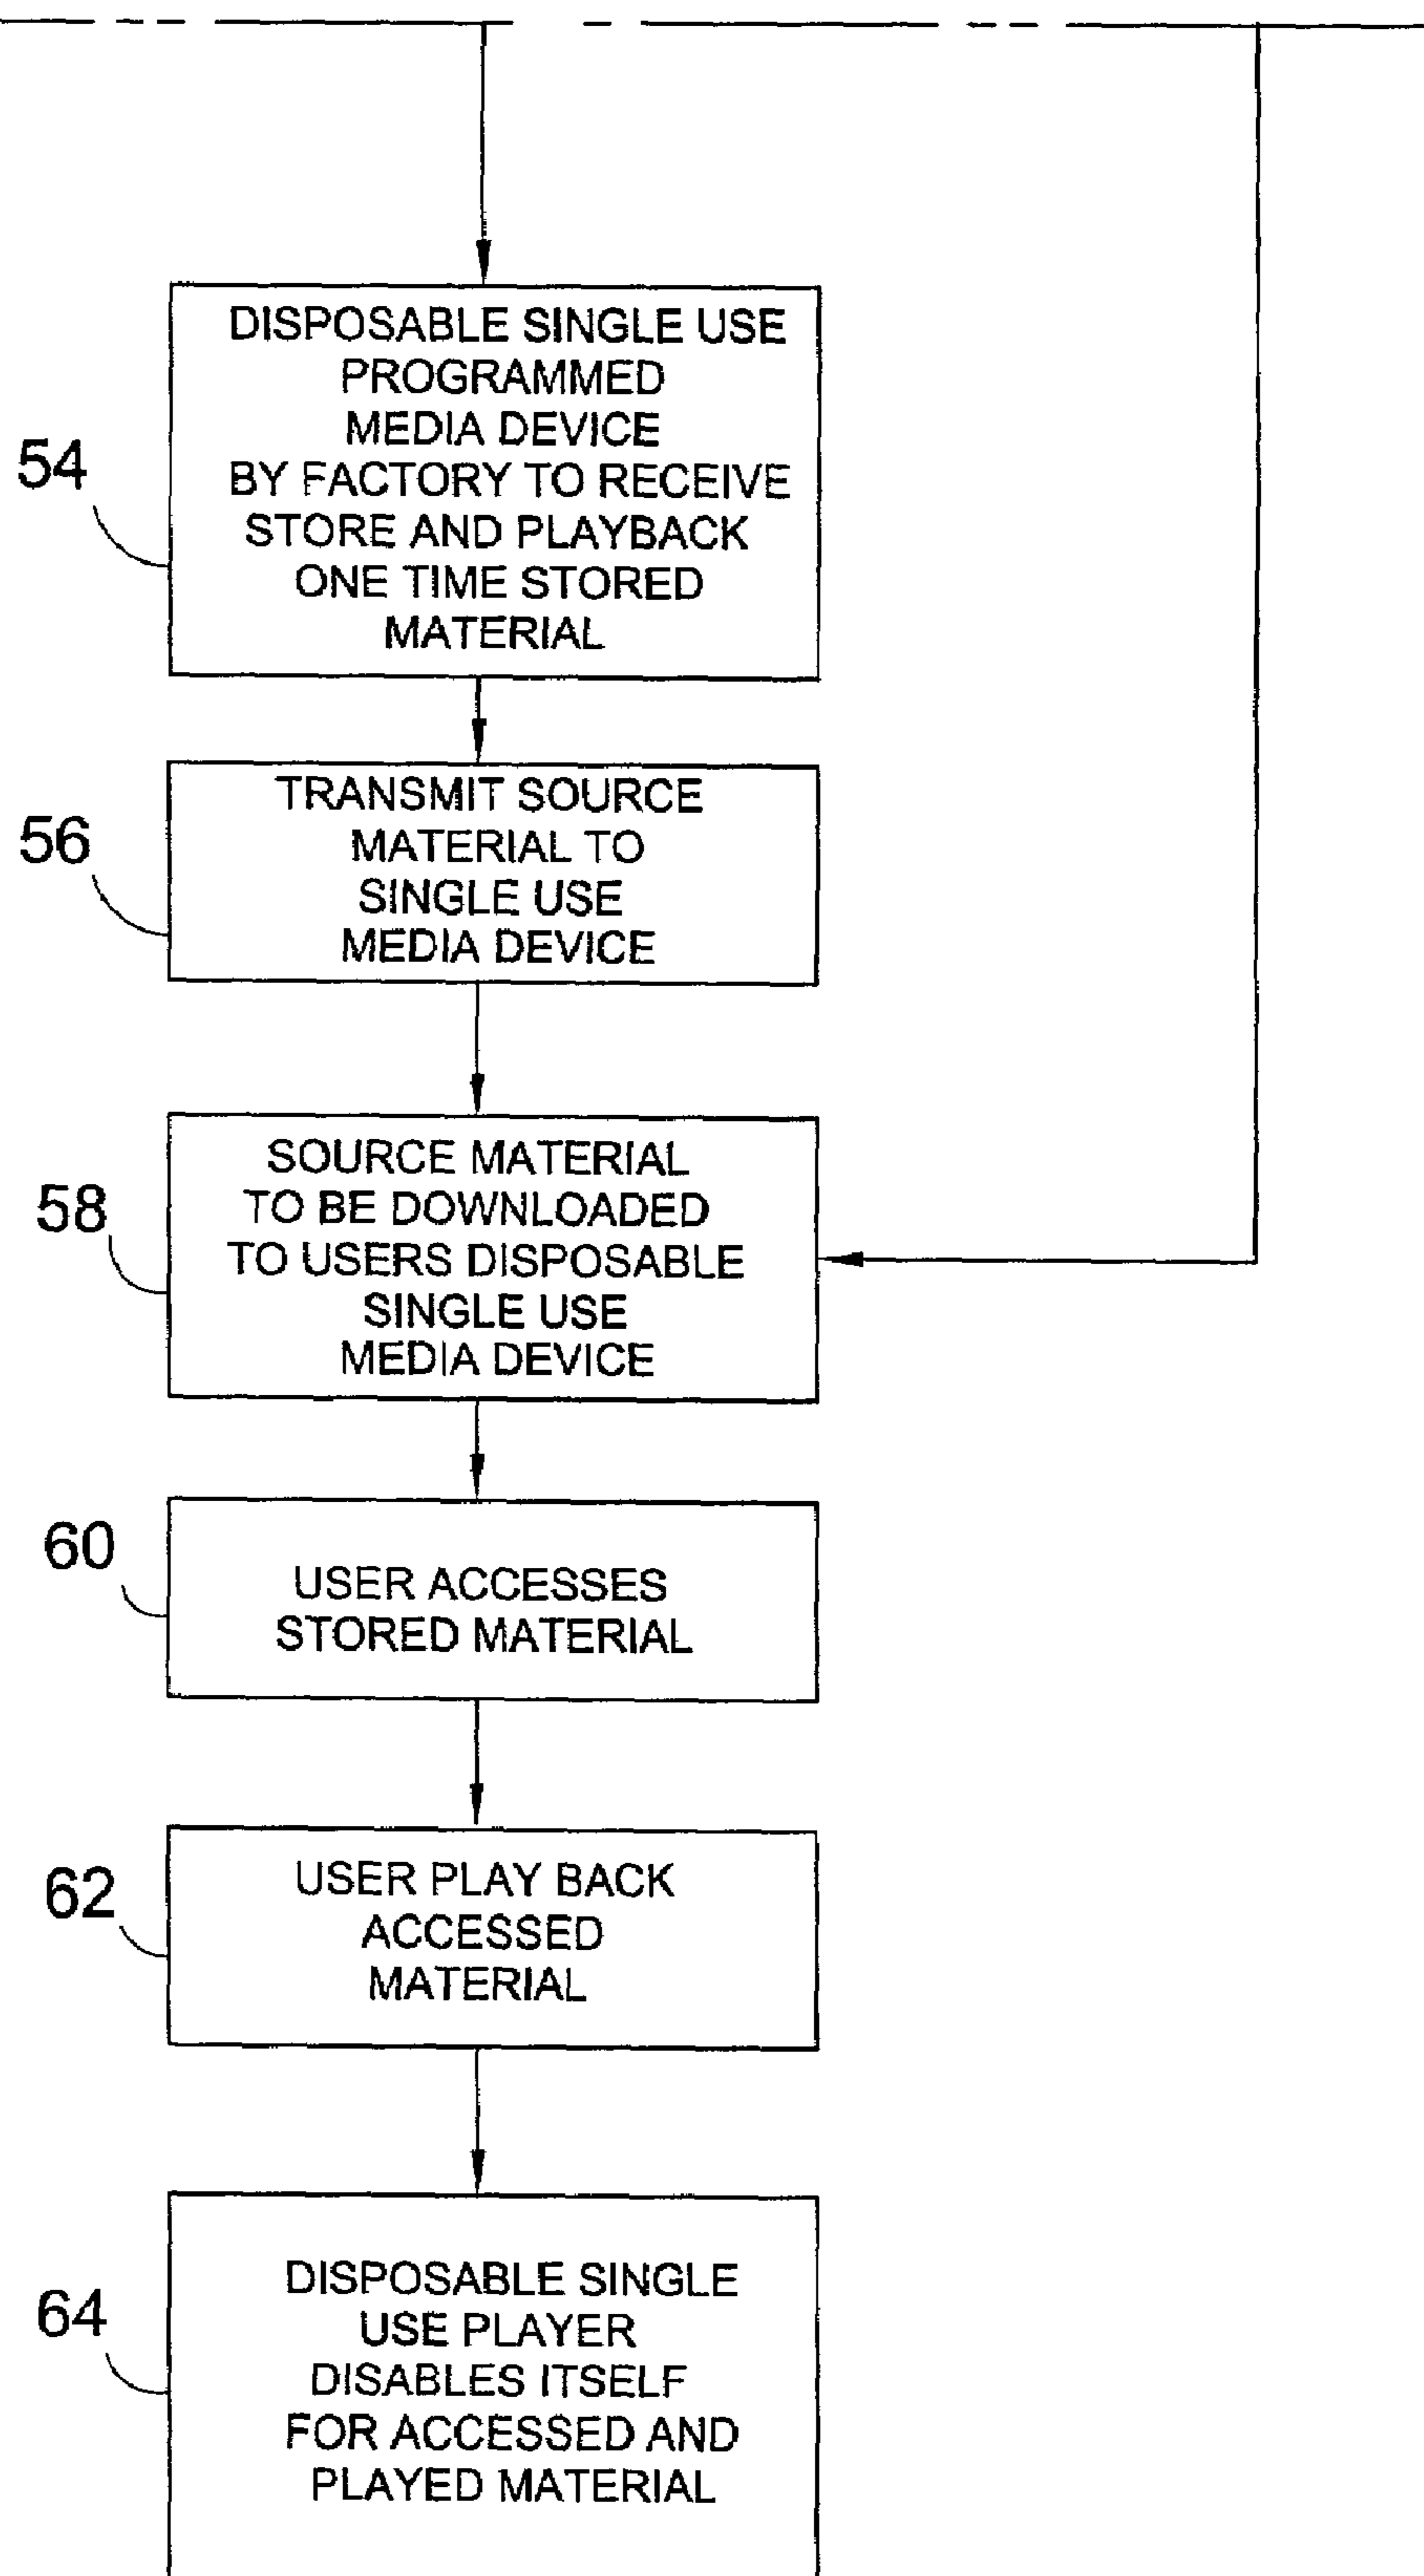 54
DISPOSABLE SINGLE USE
PROGRAMMED
MEDIA DEVICE
BY FACTORY TO RECEIVE
STORE AND PLAYBACK
ONE TIME STORED
MATERIAL
56
TRANSMIT SOURCE
MATERIAL TO
SINGLE USE
MEDIA DEVICE
58
SOURCE MATERIAL
TO BE DOWNLOADED
TO USERS DISPOSABLE
SINGLE USE
MEDIA DEVICE
60
USER ACCESSES
STORED MATERIAL
62
USER PLAY BACK
ACCESSED
MATERIAL
64
DISPOSABLE SINGLE
USE PLAYER
DISABLES ITSELF
FOR ACCESSED AND
PLAYED MATERIAL